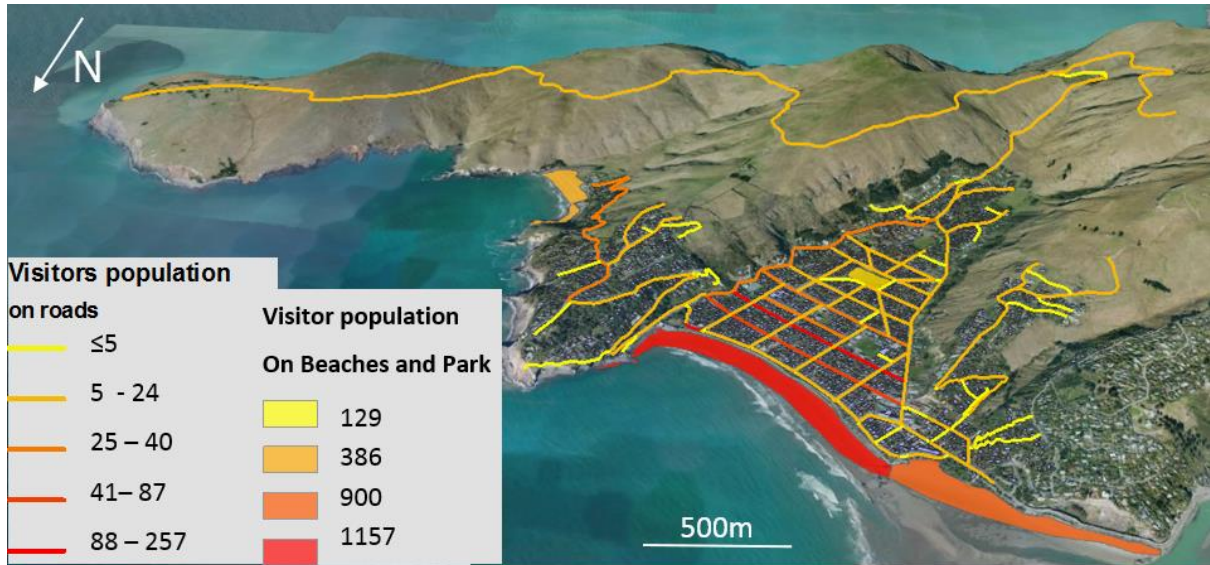 N
Visitors population
on roads
≤5
5 - 24
25 – 40
41– 87
88 – 257
Visitor population
On Beaches and Park
129
386
900
1157
500m